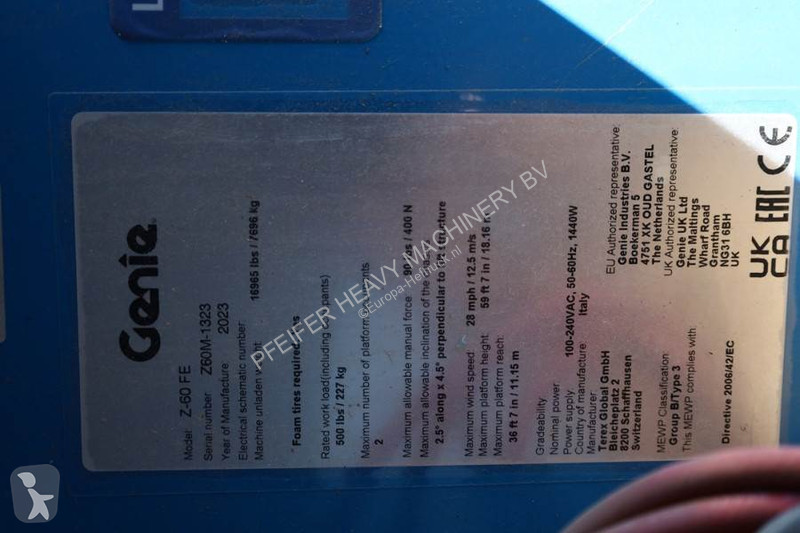 Genie
Model: Z-60 FE
Serial number: Z60M-1323
Year of Manufacture 2023
Electrical schematic number:
Machine unladen weight:
16965 lbs / 7696 kg
Foam tires required:
Rated work load(including occupants)
500 lbs / 227 kg
Maximum number of platform occupants
2
Maximum allowable manual force 90 lbs / 400 N
Maximum allowable inclination of the chassis
2.5° along x 4.5° perpendicular to lift structure
Maximum wind speed 28 mph / 12.5 m/s
Maximum platform height: 59 ft 7 in / 18.16 m
Maximum platform reach:
36 ft 7 in / 11.15 m
Gradeability
Nominal power
Power supply 100-240VAC, 50-60Hz, 1440W
Country of manufacture Italy
Manufacturer
Terex Global GmbH
Bleicheplatz 2
8200 Schaffhausen
Switzerland
MEWP Classification
Group B/Type 3
This MEWP complies with:
Directive 2006/42/EC
EU Authorized representative:
Genie Industries B.V.
Boekerman 5
4751 XK OUD GASTEL
The Netherlands
UK Authorized representative:
Genie UK Ltd
The Maltings
Wharf Road
Grantham
NG31 6BH
UK
UK CA EAC CE
PFEIFER HEAVY MACHINERY BV
©Europa-Heftruck.nl